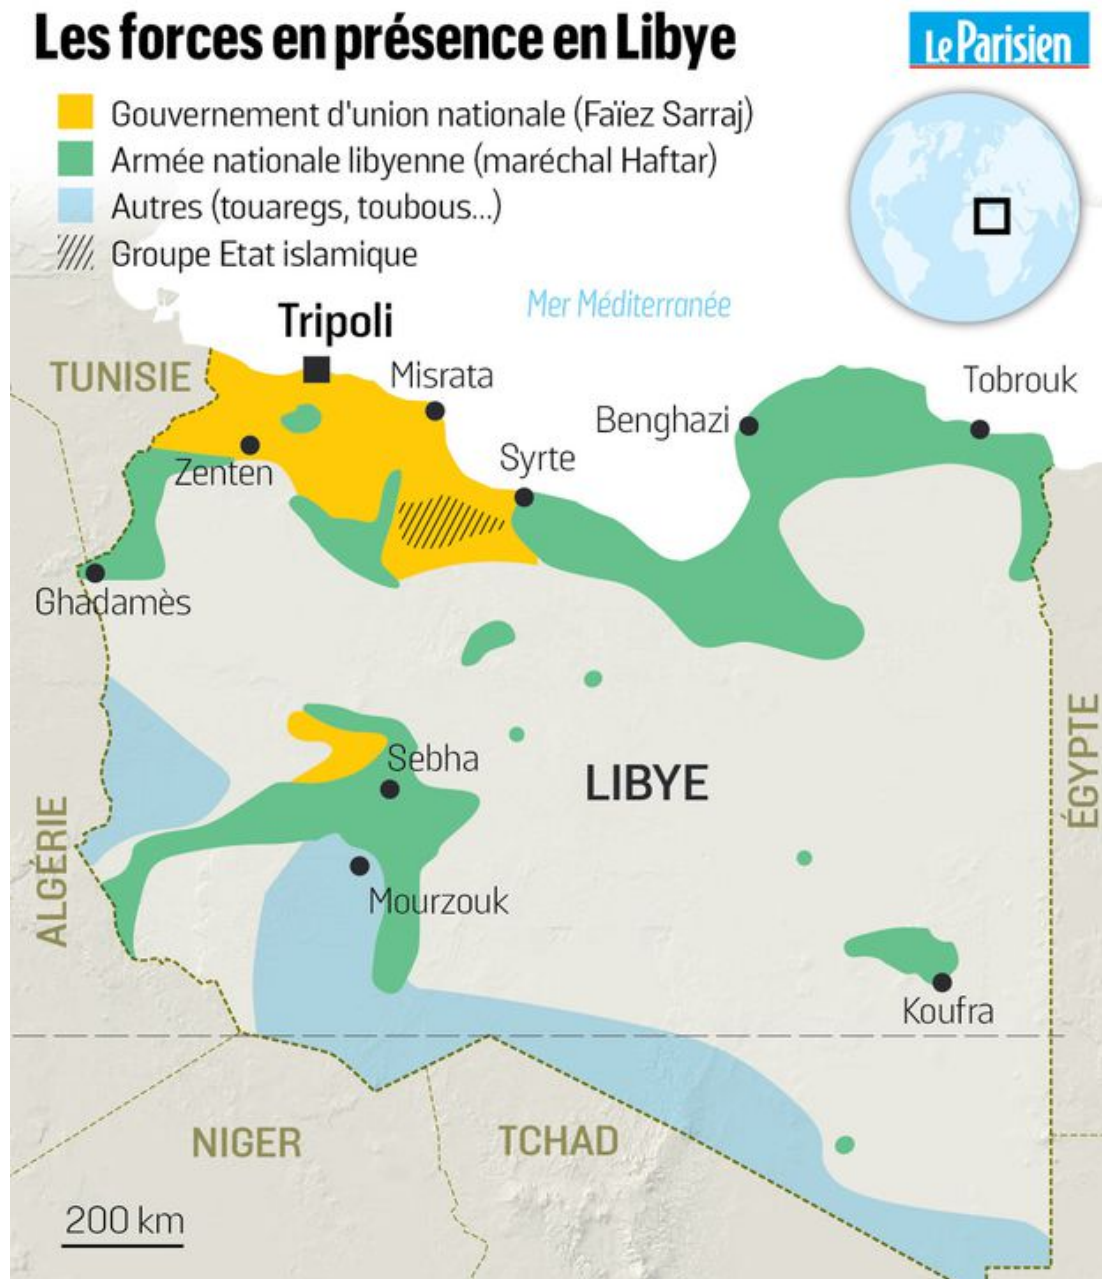 Les forces en présence en Libye
Le Parisien
Gouvernement d'union nationale (Faïez Sarraj)
Armée nationale libyenne (maréchal Haftar)
Autres (touaregs, toubous...)
Groupe Etat islamique
Mer Méditerranée
Tripoli
TUNISIE
Misrata
Tobrouk
Benghazi
Zenten
Syrte
Ghadamès
Sebha
LIBYE
ÉGYPTE
ALGÉRIE
Mourzouk
Koufra
NIGER
TCHAD
200 km